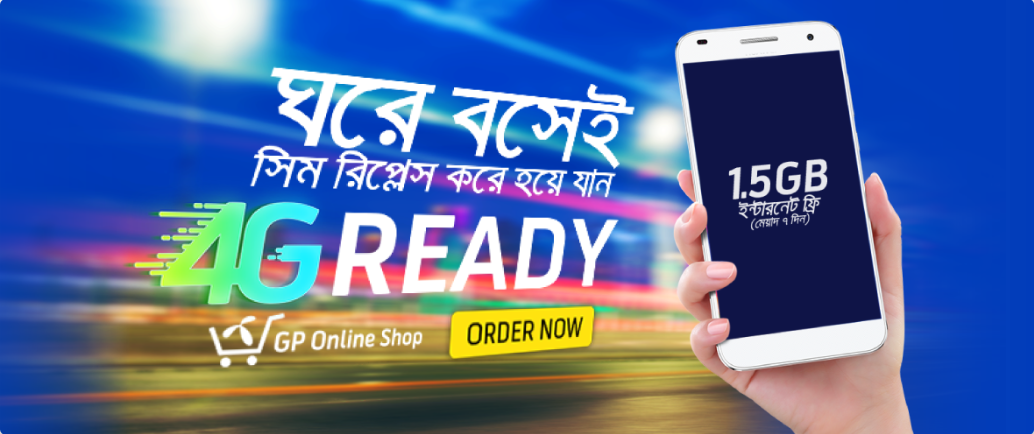 ঘরে বসেই
সিম রিপ্লেস করে হয়ে যান
4G READY
GP Online Shop
ORDER NOW
1.5GB
ইন্টারনেট ফ্রি
(মেয়াদ ৭ দিন)